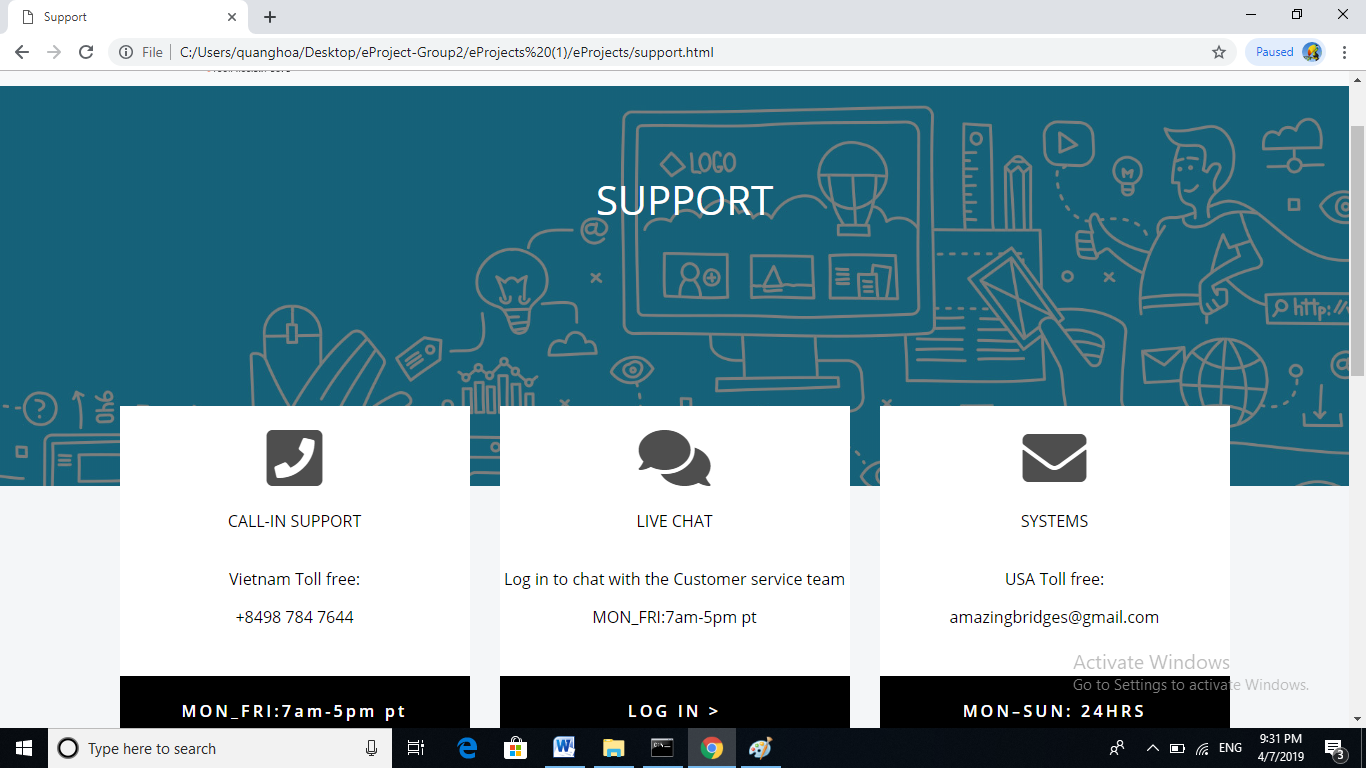 Support
File
C:/Users/quanghoa/Desktop/eProject-Group2/eProjects%20(1)/eProjects/support.html
Paused
LOGO
SUPPORT
@
http://
@
?
CALL-IN SUPPORT
Vietnam Toll free:
+8498 784 7644
MON_FRI:7am-5pm pt
LIVE CHAT
Log in to chat with the Customer service team
MON_FRI:7am-5pm pt
LOG IN >
SYSTEMS
USA Toll free:
amazingbridges@gmail.com
MON–SUN: 24HRS
Activate Windows
Go to Settings to activate Windows.
Type here to search
ENG
9:31 PM
4/7/2019
3